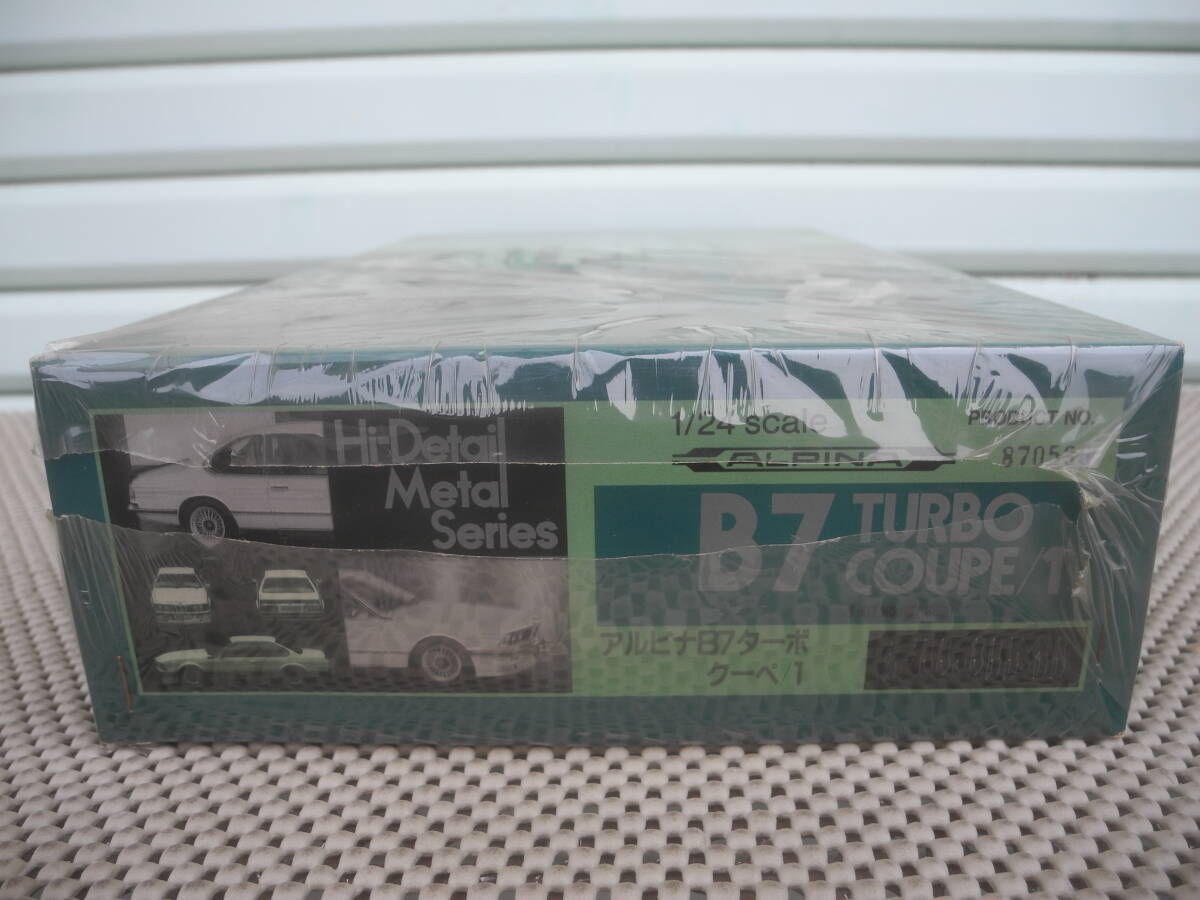 Hi-Detail
Metal
Series
1/24 scale
ALPINA
PRODUCT NO.
B7 TURBO
COUPE/1
アルピナB7ターボ
クーペ/1